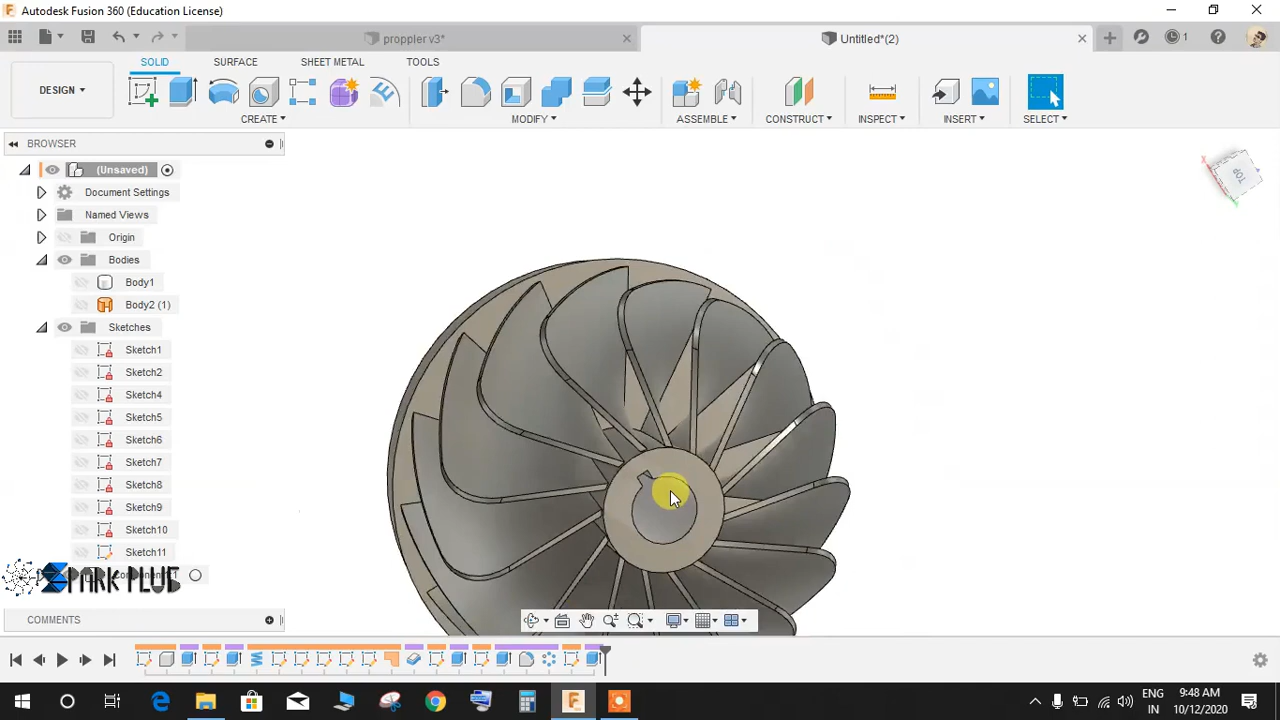 Autodesk Fusion 360 (Education License)
proppler v3*
Untitled*(2)
1
SOLID
SURFACE
SHEET METAL
TOOLS
DESIGN
CREATE
MODIFY
ASSEMBLE
CONSTRUCT
INSPECT
INSERT
SELECT
BROWSER
(Unsaved)
Document Settings
Named Views
Origin
Bodies
Body1
Body2 (1)
Sketches
Sketch1
Sketch2
Sketch4
Sketch5
Sketch6
Sketch7
Sketch8
Sketch9
Sketch10
Sketch11
TOP
X
COMMENTS
ENG
IN
9:48 AM
10/12/2020